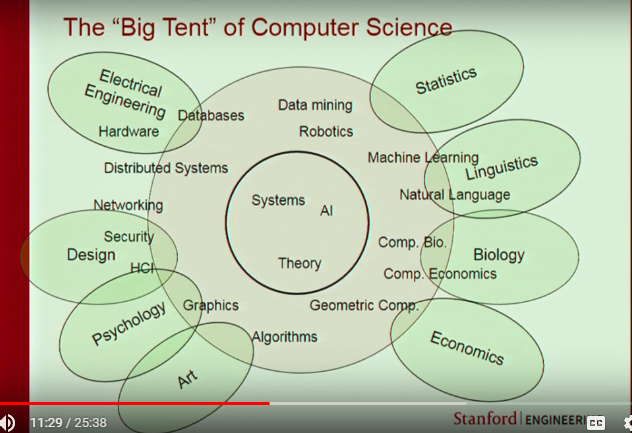 The “Big Tent” of Computer Science
Electrical
Engineering
Hardware
Databases
Data mining
Robotics
Statistics
Distributed Systems
Machine Learning
Linguistics
Networking
Systems
AI
Natural Language
Security
Design
HCI
Theory
Comp. Bio.
Biology
Comp. Economics
Psychology
Graphics
Geometric Comp.
Algorithms
Economics
Art
11:29 / 25:38
Stanford | ENGINEERI
CC